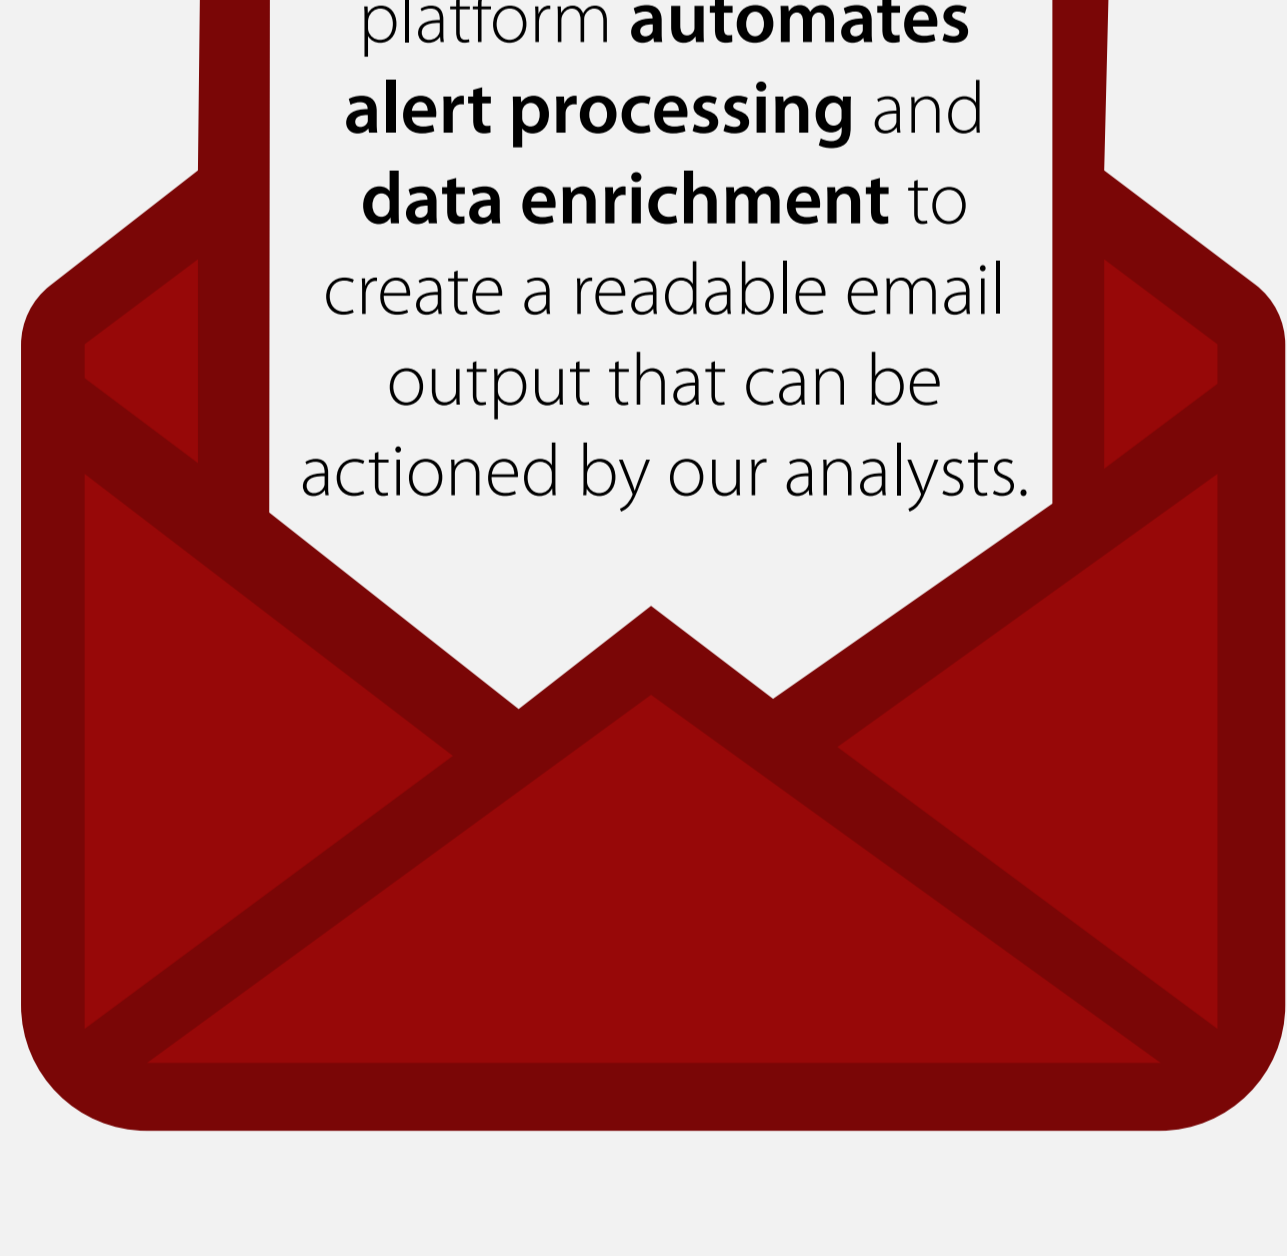 platform automates
alert processing and
data enrichment to
create a readable email
output that can be
actioned by our analysts.